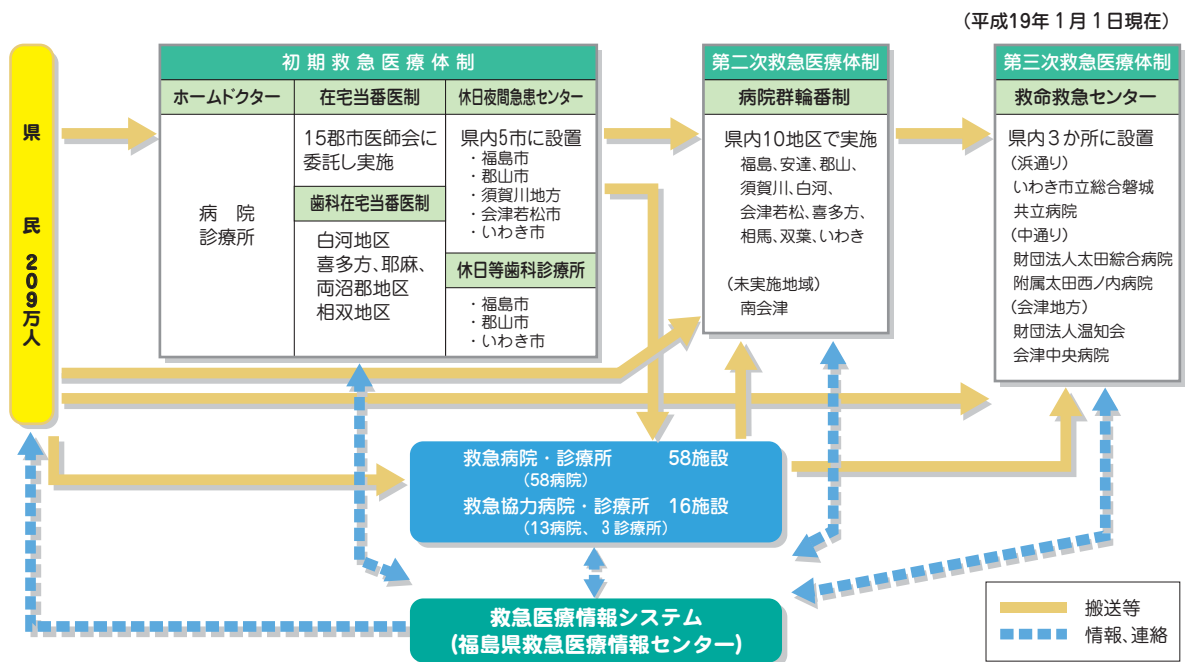 （平成19年１月１日現在）
県民209万人
初期救急医療体制
ホームドクター
病　院
診療所
在宅当番医制
15郡市医師会に
委託し実施
歯科在宅当番医制
白河地区
喜多方、耶麻、
両沼郡地区
相双地区
休日夜間急患センター
県内5市に設置
・福島市
・郡山市
・須賀川地方
・会津若松市
・いわき市
休日等歯科診療所
・福島市
・郡山市
・いわき市
第二次救急医療体制
病院群輪番制
県内10地区で実施
福島、安達、郡山、
須賀川、白河、
会津若松、喜多方、
相馬、双葉、いわき
（未実施地域）
南会津
第三次救急医療体制
救命救急センター
県内３か所に設置
(浜通り)
いわき市立総合磐城
共立病院
(中通り)
財団法人太田綜合病院
附属太田西ノ内病院
(会津地方)
財団法人温知会
会津中央病院
救急病院・診療所　58施設
(58病院)
救急協力病院・診療所　16施設
（13病院、３診療所）
救急医療情報システム
(福島県救急医療情報センター)
搬送等
情報、連絡